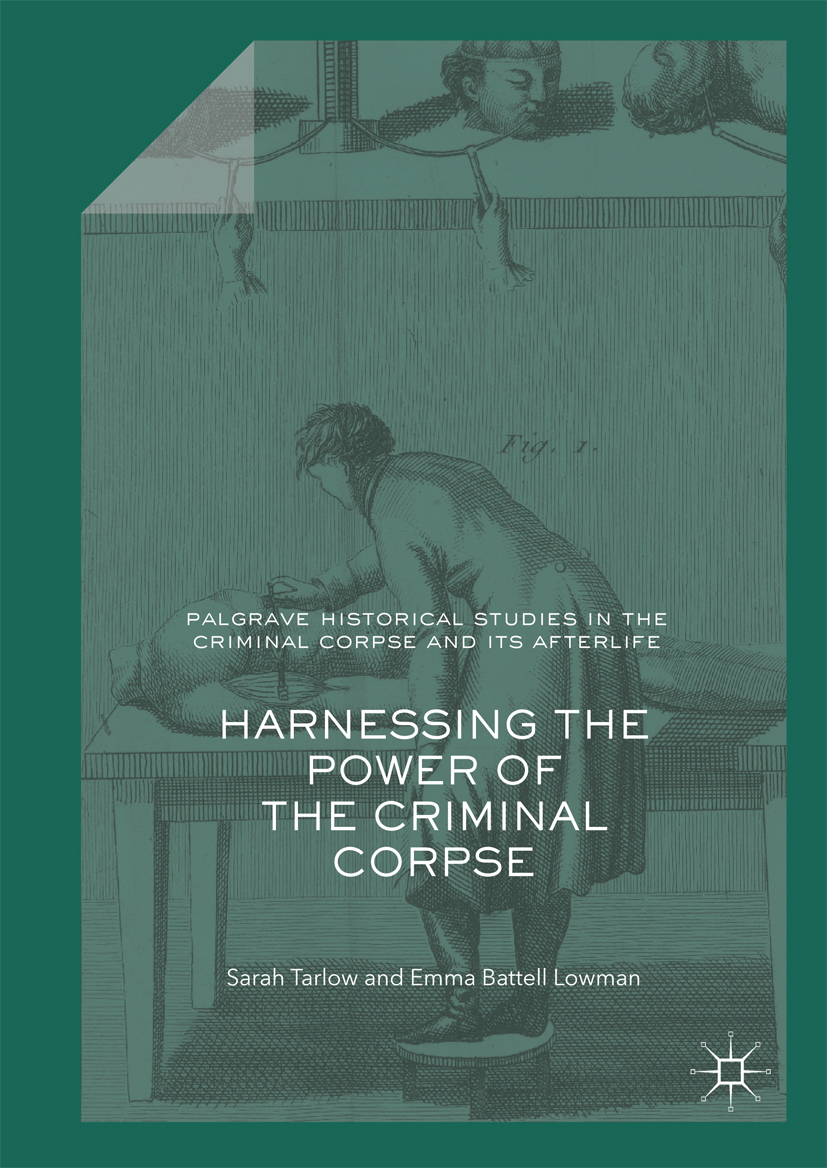 Fig. 1.
PALGRAVE HISTORICAL STUDIES IN THE
CRIMINAL CORPSE AND ITS AFTERLIFE
HARNESSING THE
POWER OF
THE CRIMINAL
CORPSE
Sarah Tarlow and Emma Battell Lowman